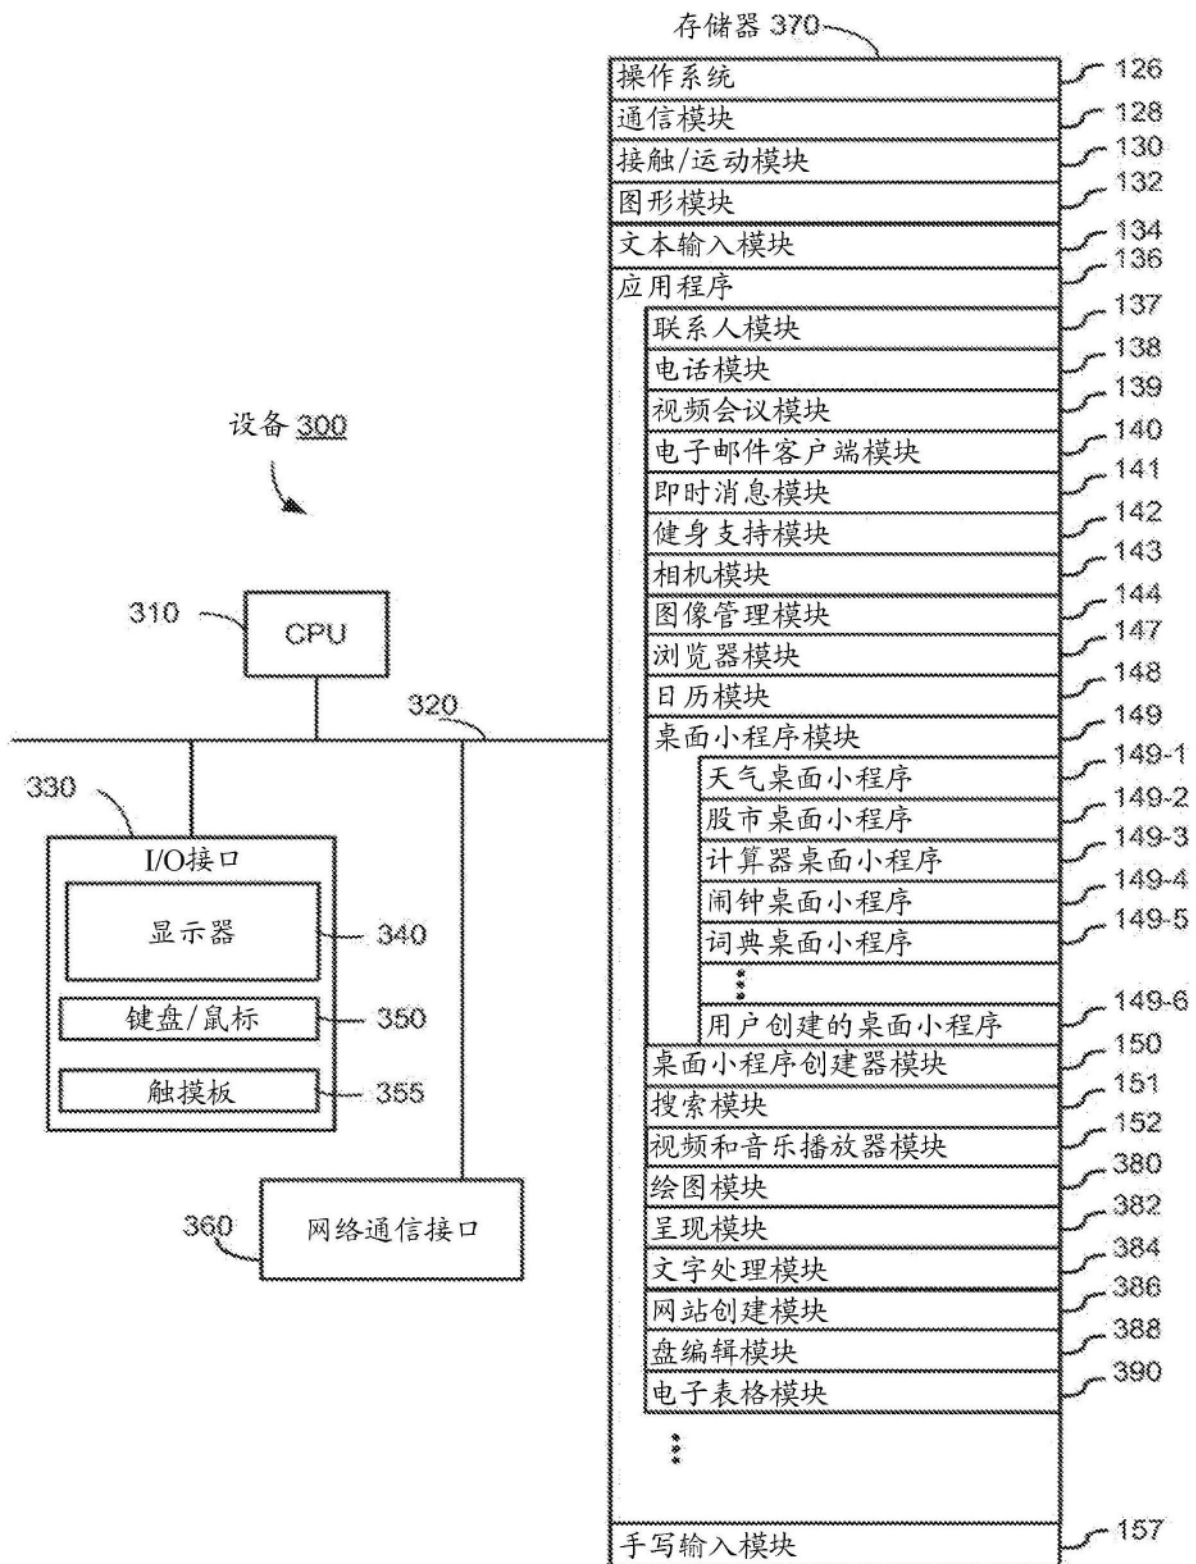 存储器 370
操作系统 126
通信模块 128
接触/运动模块 130
图形模块 132
文本输入模块 134
应用程序 136
联系人模块 137
电话模块 138
视频会议模块 139
电子邮件客户端模块 140
即时消息模块 141
健身支持模块 142
相机模块 143
图像管理模块 144
浏览器模块 147
日历模块 148
桌面小程序模块 149
天气桌面小程序 149-1
股市桌面小程序 149-2
计算器桌面小程序 149-3
闹钟桌面小程序 149-4
词典桌面小程序 149-5
用户创建的桌面小程序 149-6
桌面小程序创建器模块 150
搜索模块 151
视频和音乐播放器模块 152
绘图模块 380
呈现模块 382
文字处理模块 384
网站创建模块 386
盘编辑模块 388
电子表格模块 390
手写输入模块 157
设备 300
310
CPU
320
330
I/O接口
显示器 340
键盘/鼠标 350
触摸板 355
360
网络通信接口